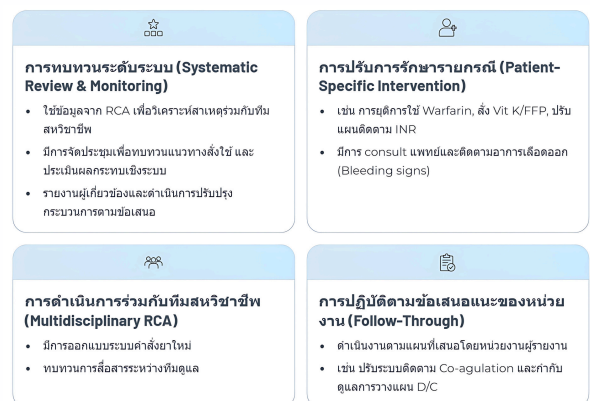 การทบทวนระดับระบบ (Systematic
Review & Monitoring)
• ใช้ข้อมูลจาก RCA เพื่อวิเคราะห์สาเหตุร่วมกับทีม
สหวิชาชีพ
• มีการจัดประชุมเพื่อทบทวนแนวทางสั่งใช้ และ
ประเมินผลกระทบเชิงระบบ
• รายงานผู้เกี่ยวข้องและดำเนินการปรับปรุง
กระบวนการตามข้อเสนอ
การปรับการรักษารายกรณี (Patient-
Specific Intervention)
• เช่น การยุติการใช้ Warfarin, สั่ง Vit K/FFP, ปรับ
แผนติดตาม INR
• มีการ consult แพทย์และติดตามอาการเลือดออก
(Bleeding signs)
การดำเนินการร่วมกับทีมสหวิชาชีพ
(Multidisciplinary RCA)
• มีการออกแบบระบบคำสั่งยาใหม่
• ทบทวนการสื่อสารระหว่างทีมดูแล
การปฏิบัติตามข้อเสนอแนะของหน่วย
งาน (Follow-Through)
• ดำเนินงานตามแผนที่เสนอโดยหน่วยงานผู้รายงาน
• เช่น ปรับระบบติดตาม Co-agulation และกำกับ
ดูแลการวางแผน D/C